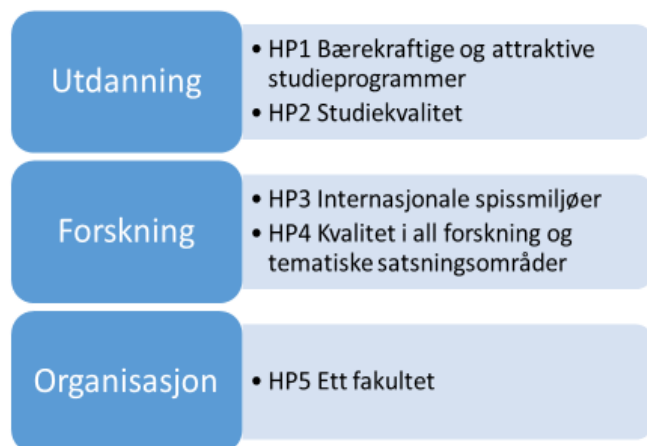 Utdanning
• HP1 Bærekraftige og attraktive
studieprogrammer
• HP2 Studiekvalitet
Forskning
• HP3 Internasjonale spissmiljøer
• HP4 Kvalitet i all forskning og
tematiske satsningsområder
Organisasjon
• HP5 Ett fakultet